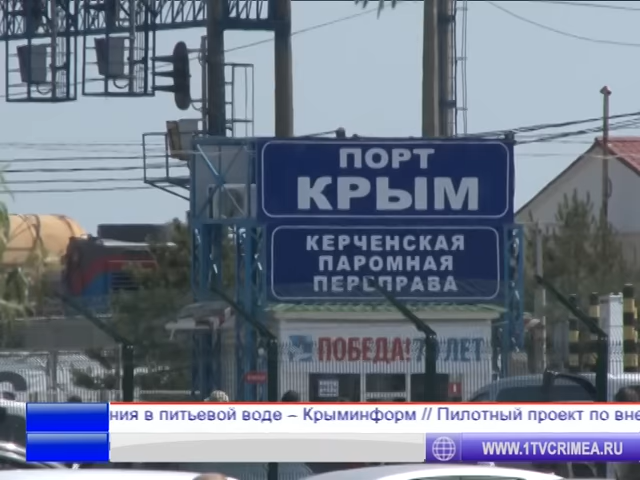 ПОРТ
КРЫМ
КЕРЧЕНСКАЯ
ПАРОМНАЯ
ПЕРЕПРАВА
ПОБЕДА! 70 ЛЕТ
ния в питьевой воде – Крыминформ // Пилотный проект по вне
WWW.1TVCRIMEA.RU